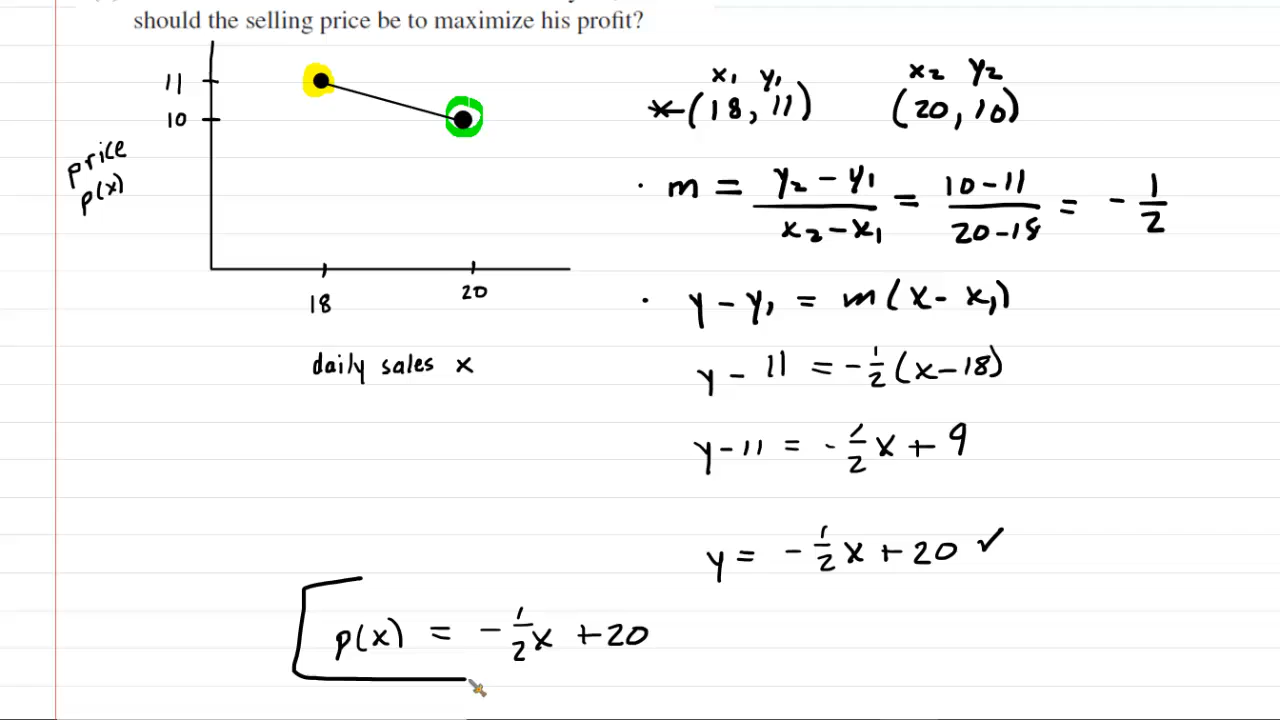 should the selling price be to maximize his profit?
11
10
price
p(x)
18
20
daily sales x
x₁ y₁
(18, 11)
x₂ y₂
(20, 10)
· m = y₂ - y₁ / x₂ - x₁ = 10 - 11 / 20 - 18 = - 1/2
· y - y₁ = m(x - x₁)
y - 11 = - 1/2 (x - 18)
y - 11 = - 1/2 x + 9
y = - 1/2 x + 20 ✓
p(x) = - 1/2 x + 20